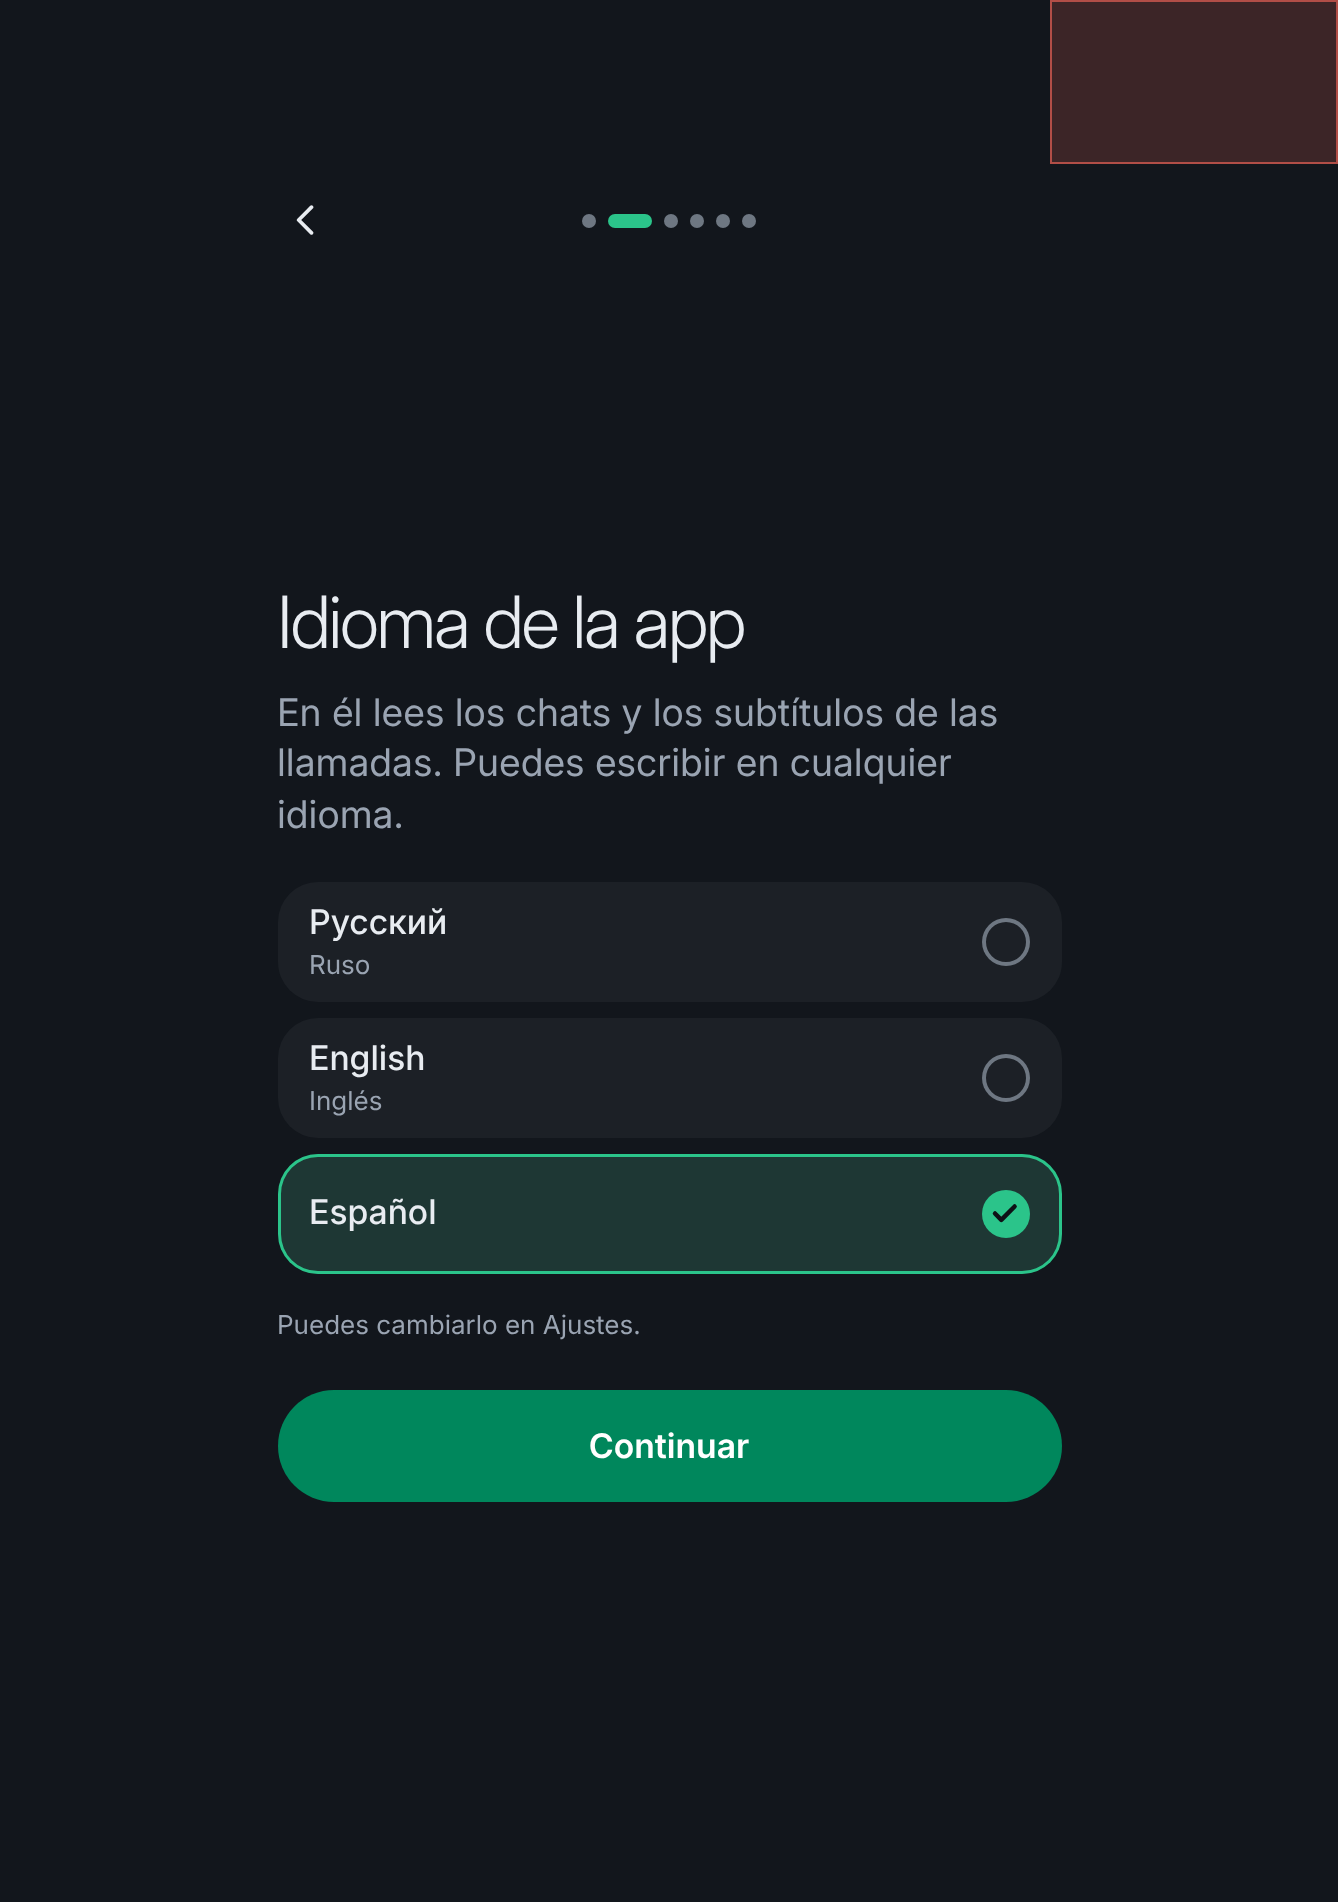 Idioma de la app
En él lees los chats y los subtítulos de las
llamadas. Puedes escribir en cualquier
idioma.
Русский
Ruso
English
Inglés
Español
Puedes cambiarlo en Ajustes.
Continuar